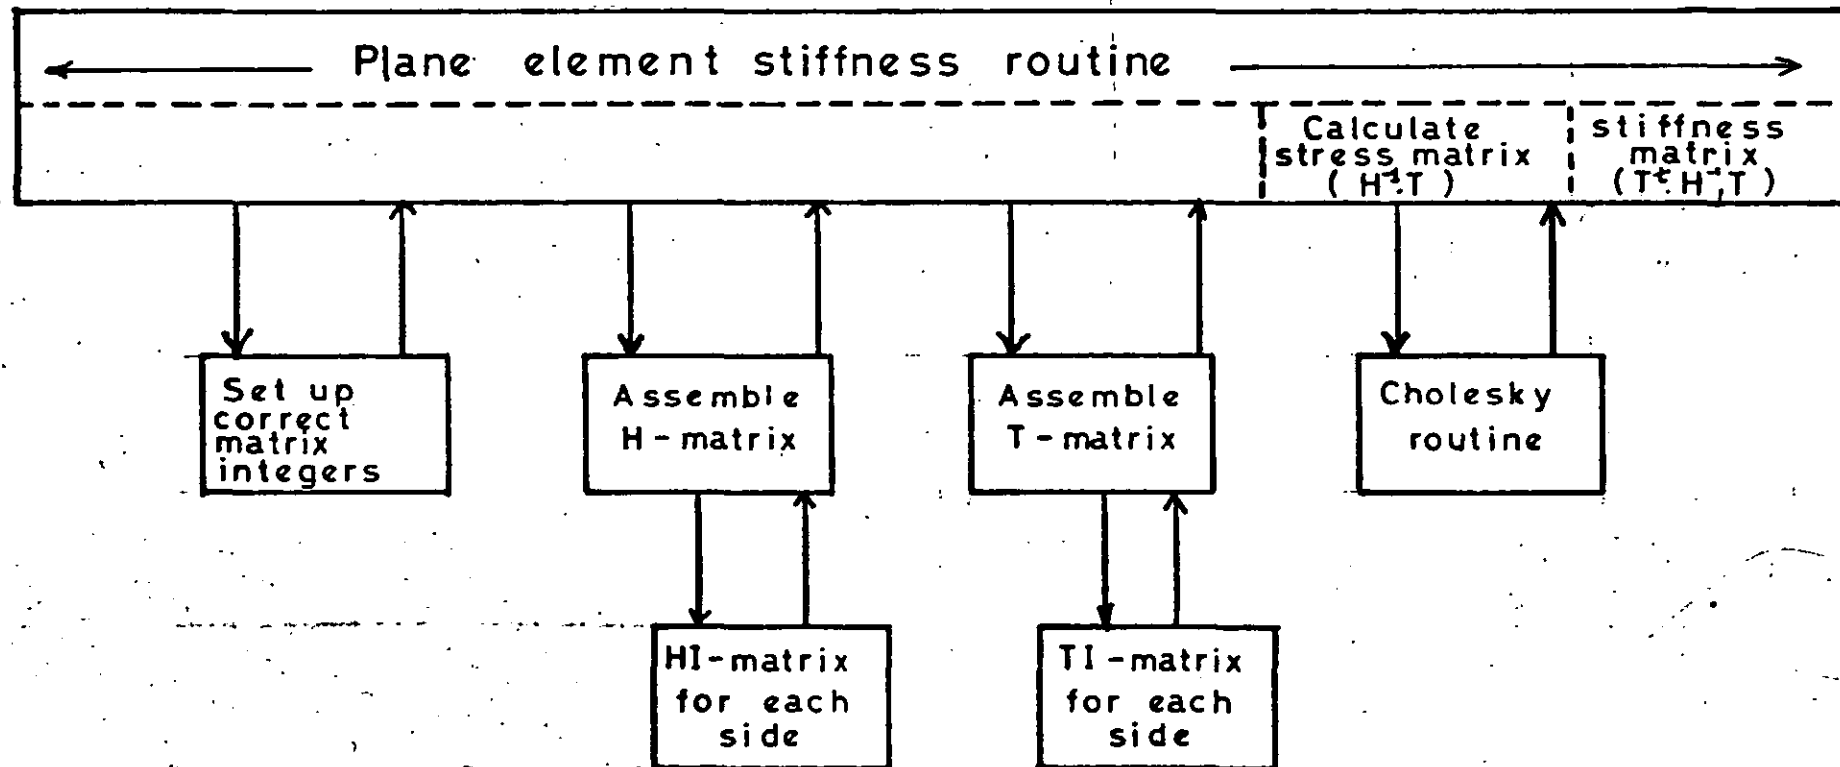 Plane element stiffness routine
Calculate
stress matrix
( H⁻¹.T )
stiffness
matrix
(Tᵗ.H⁻¹.T)
Set up
correct
matrix
integers
Assemble
H-matrix
Assemble
T-matrix
Cholesky
routine
HI-matrix
for each
side
TI-matrix
for each
side